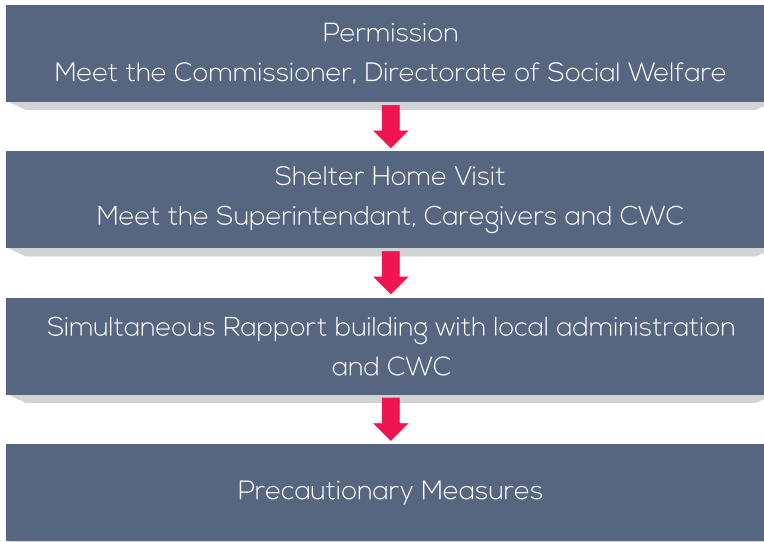 Permission
Meet the Commissioner, Directorate of Social Welfare
Shelter Home Visit
Meet the Superintendant, Caregivers and CWC
Simultaneous Rapport building with local administration
and CWC
Precautionary Measures